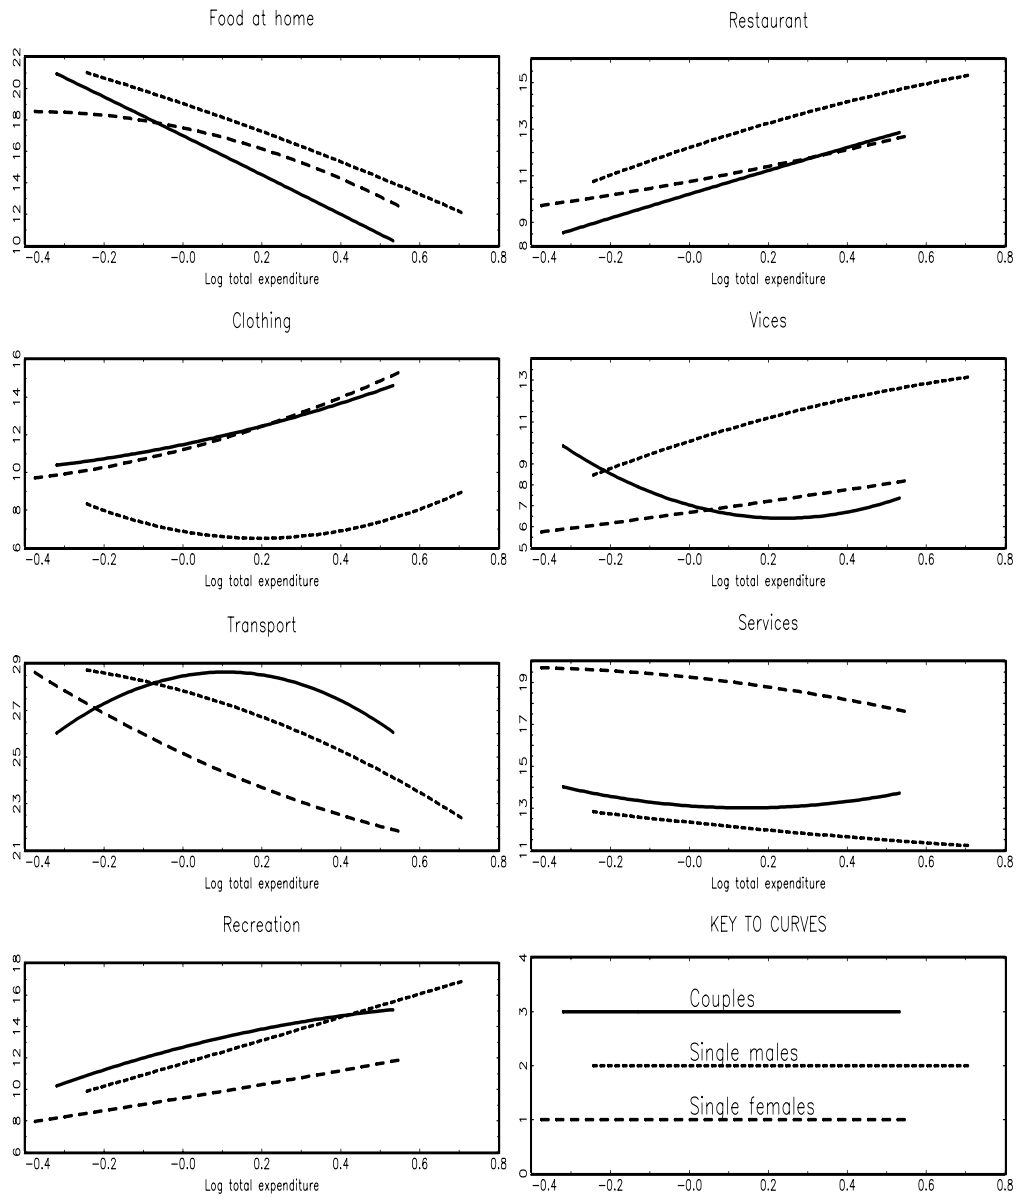 Food at home
22
20
18
16
14
12
10
-0.4 -0.2 -0.0 0.2 0.4 0.6 0.8
Log total expenditure
Restaurant
15
13
11
9
8
-0.4 -0.2 -0.0 0.2 0.4 0.6 0.8
Log total expenditure
Clothing
16
14
12
10
8
6
-0.4 -0.2 -0.0 0.2 0.4 0.6 0.8
Log total expenditure
Vices
13
11
9
8
7
6
5
-0.4 -0.2 -0.0 0.2 0.4 0.6 0.8
Log total expenditure
Transport
29
27
25
23
21
-0.4 -0.2 -0.0 0.2 0.4 0.6 0.8
Log total expenditure
Services
19
17
15
13
11
-0.4 -0.2 -0.0 0.2 0.4 0.6 0.8
Log total expenditure
Recreation
18
16
14
12
10
8
6
-0.4 -0.2 -0.0 0.2 0.4 0.6 0.8
Log total expenditure
KEY TO CURVES
4
3
2
1
0
Couples
Single males
Single females
-0.4 -0.2 -0.0 0.2 0.4 0.6 0.8